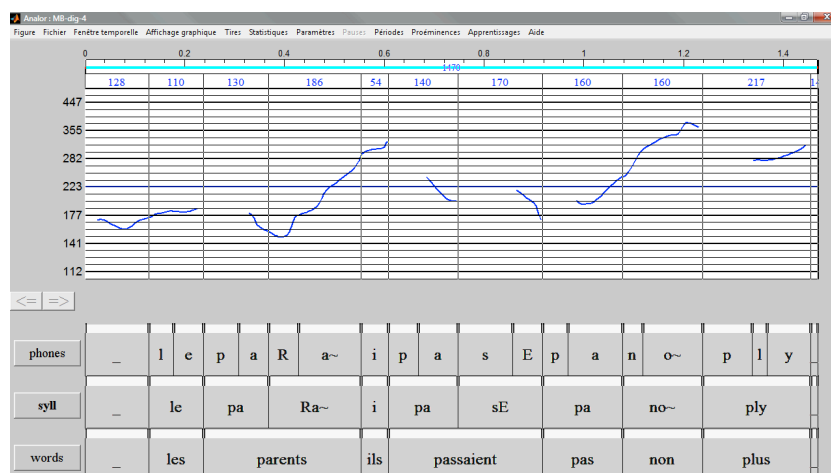 Analor : MB-dig-4
Figure Fichier Fenêtre temporelle Affichage graphique Tires Statistiques Paramètres Pauses Périodes Proéminences Apprentissages Aide
0 0.2 0.4 0.6 0.8 1 1.2 1.4
1470
128 110 130 186 54 140 170 160 160 217
447
355
282
223
177
141
112
<= =>
phones _ l e p a R a~ i p a s E p a n o~ p l y
syll _ le pa Ra~ i pa sE pa no~ ply _
words _ les parents ils passaient pas non plus _